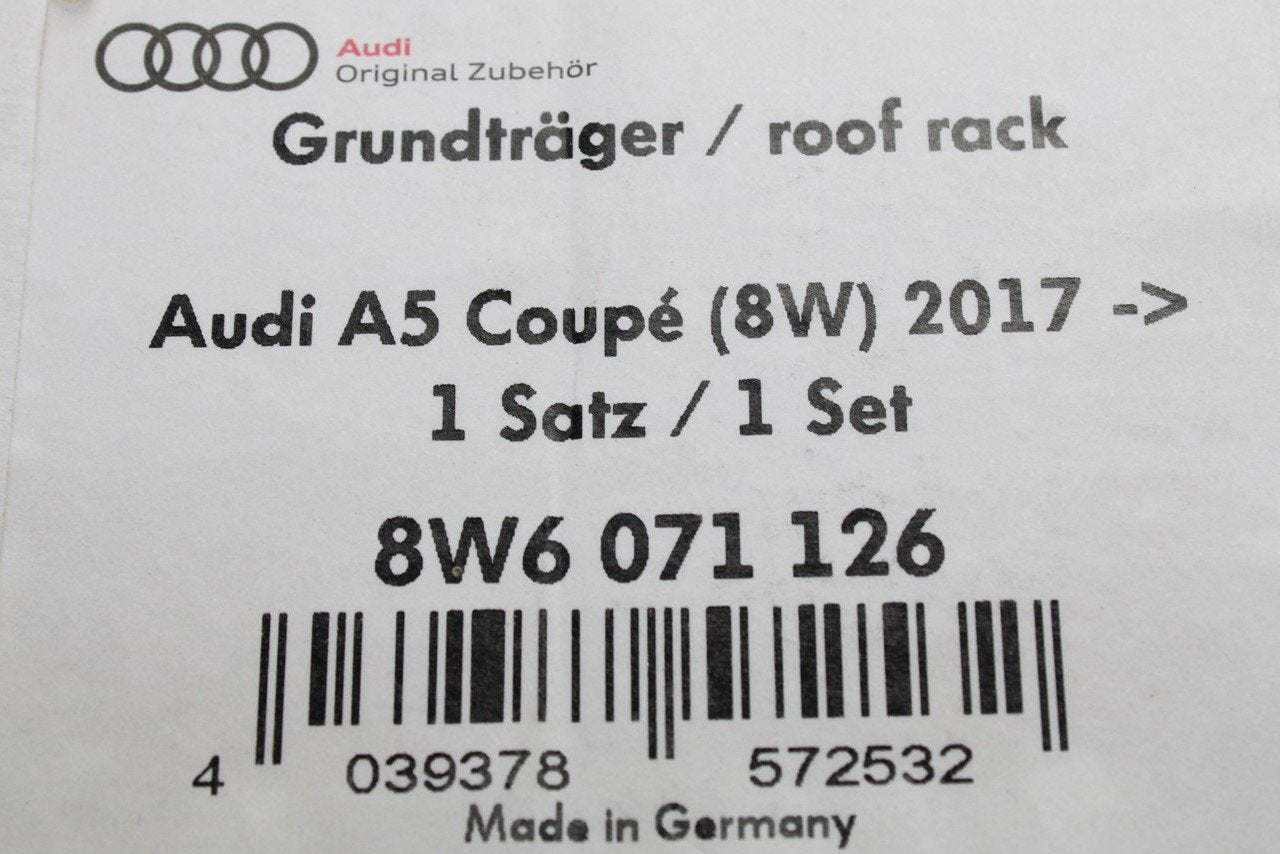 Audi
Original Zubehör
Grundträger / roof rack
Audi A5 Coupé (8W) 2017 ->
1 Satz / 1 Set
8W6 071 126
4 039378 572532
Made in Germany